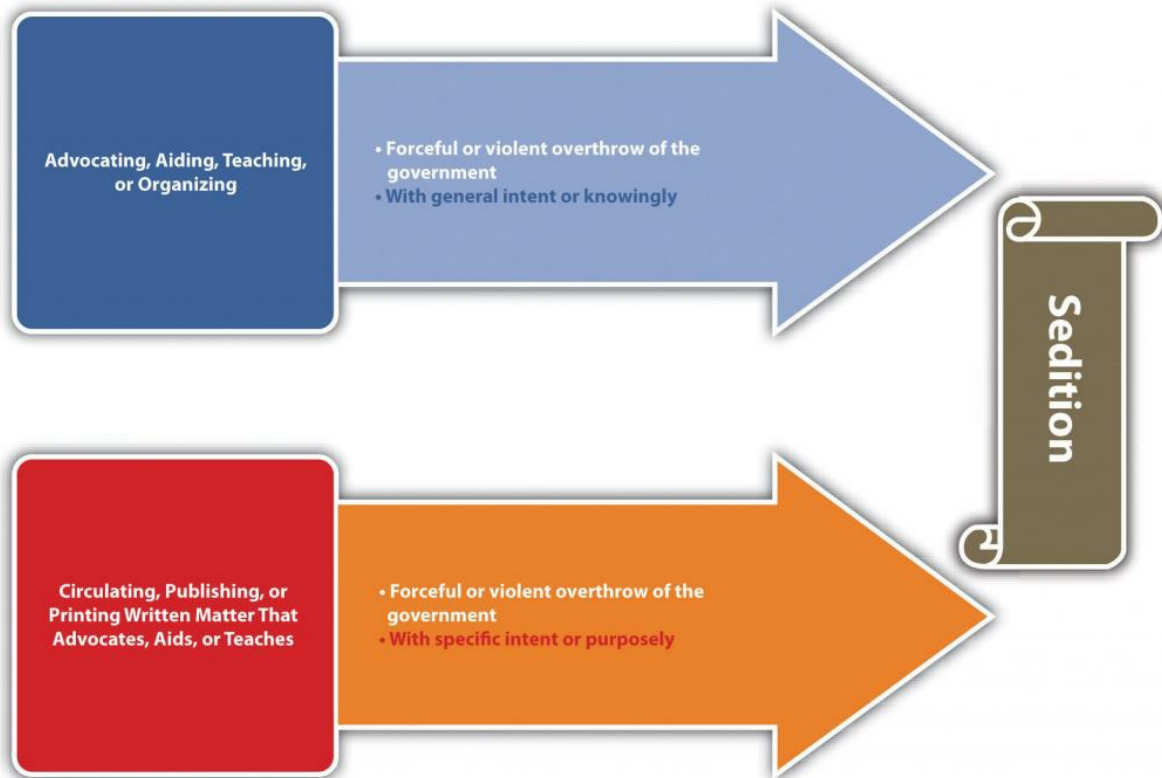 Advocating, Aiding, Teaching,
or Organizing
• Forceful or violent overthrow of the
government
• With general intent or knowingly
Sedition
Circulating, Publishing, or
Printing Written Matter That
Advocates, Aids, or Teaches
• Forceful or violent overthrow of the
government
• With specific intent or purposely